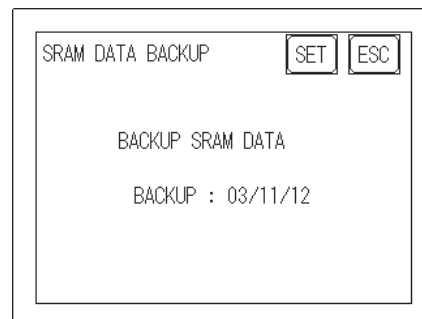 SRAM DATA BACKUP SET ESC
BACKUP SRAM DATA
BACKUP : 03/11/12